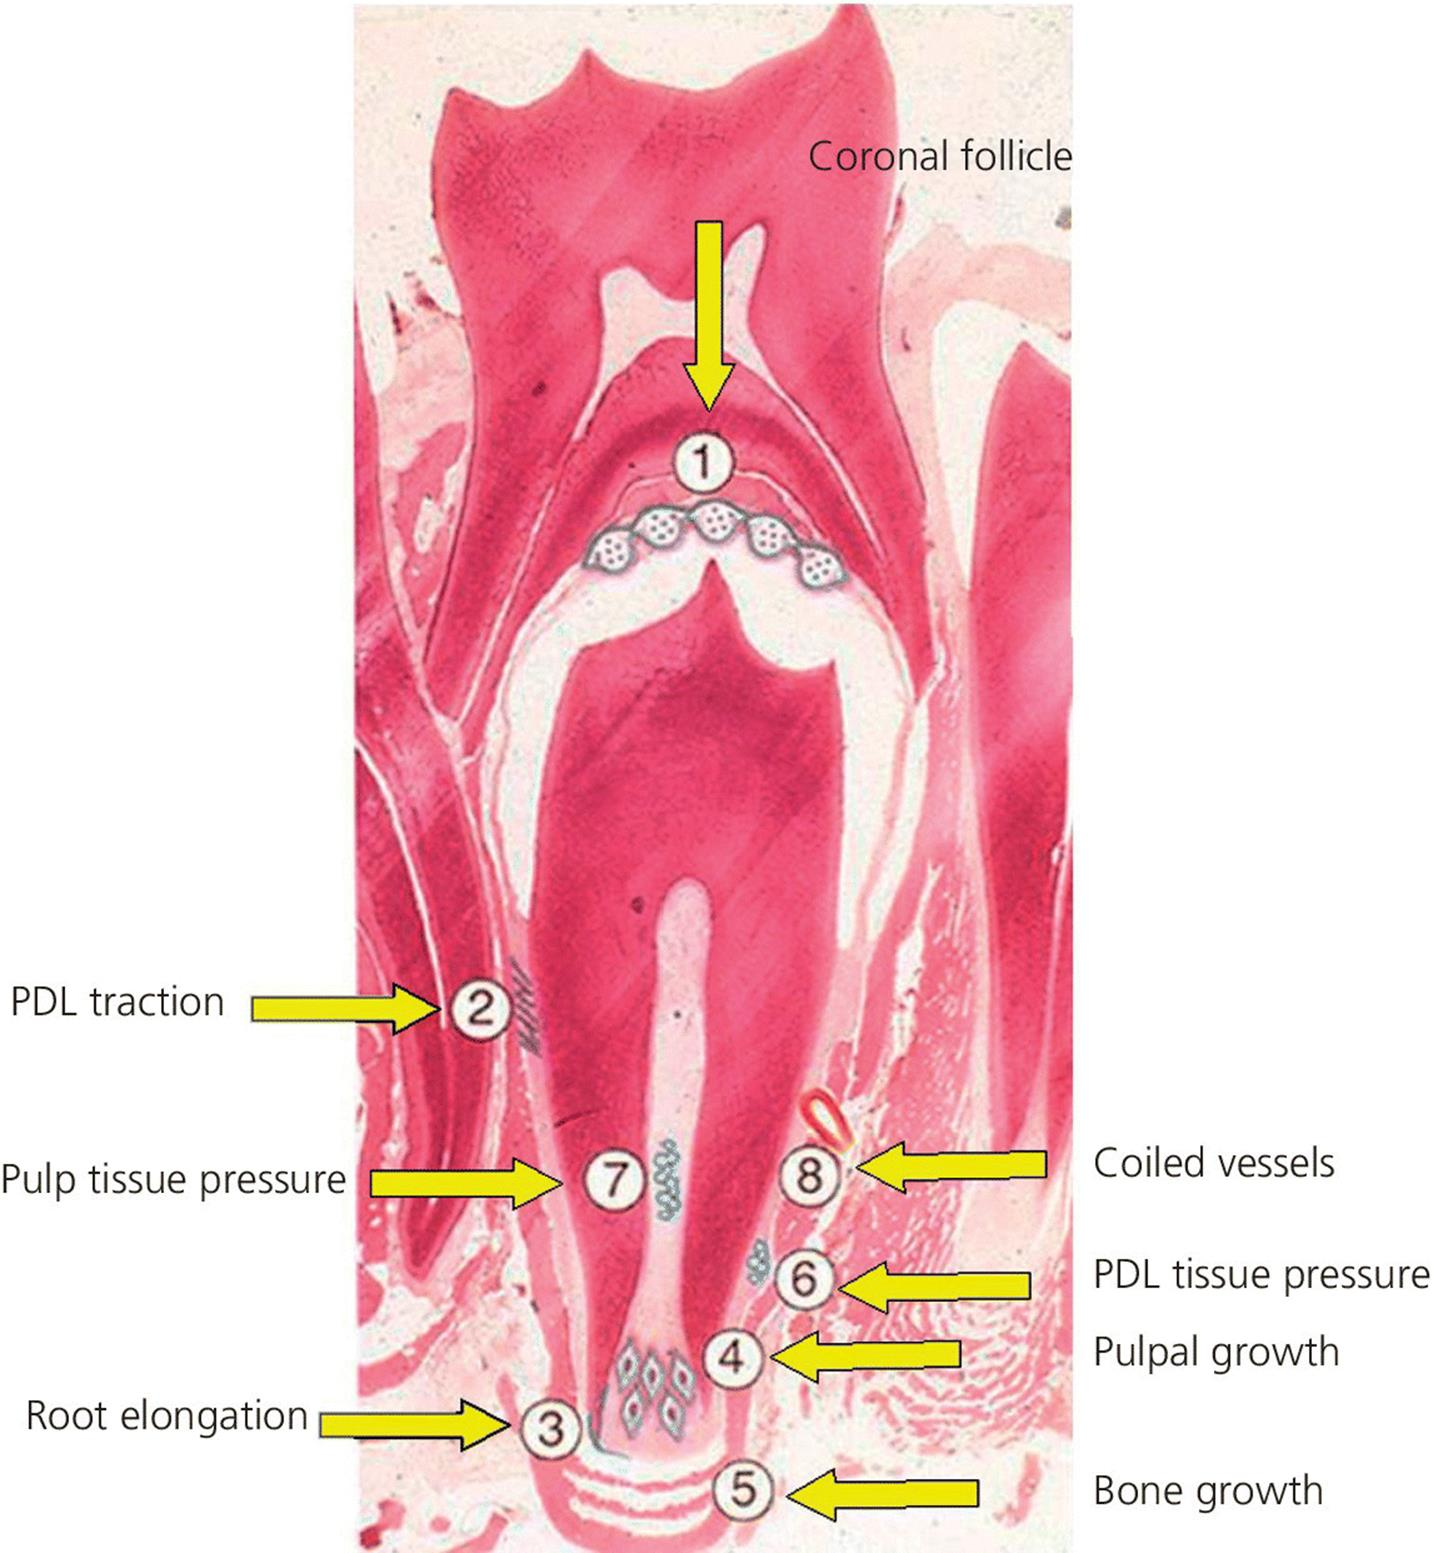 Coronal follicle
1
PDL traction
2
Pulp tissue pressure
7
8
Coiled vessels
6
PDL tissue pressure
4
Pulpal growth
Root elongation
3
5
Bone growth